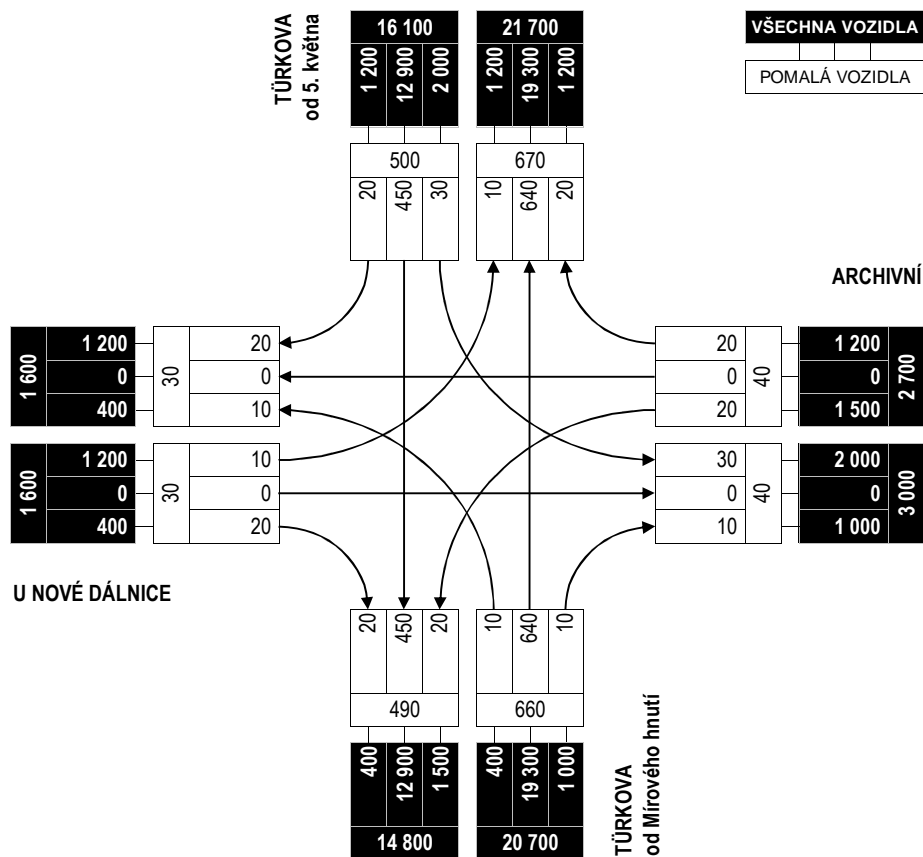 16 100 21 700
1 200 12 900 2 000 1 200 19 300 1 200
TÜRKOVA
od 5. května
VŠECHNA VOZIDLA
POMALÁ VOZIDLA
500 670
20 450 30 10 640 20
ARCHIVNÍ
1 600
1 200 20
0 30 0
400 10
20 1 200
0 40 0
20 1 500
2 700
1 600
1 200 10
0 30 0
400 20
30 2 000
0 40 0
10 1 000
3 000
U NOVÉ DÁLNICE
20 450 20 10 640 10
490 660
400 12 900 1 500 400 19 300 1 000
14 800 20 700
TÜRKOVA
od Mírového hnutí